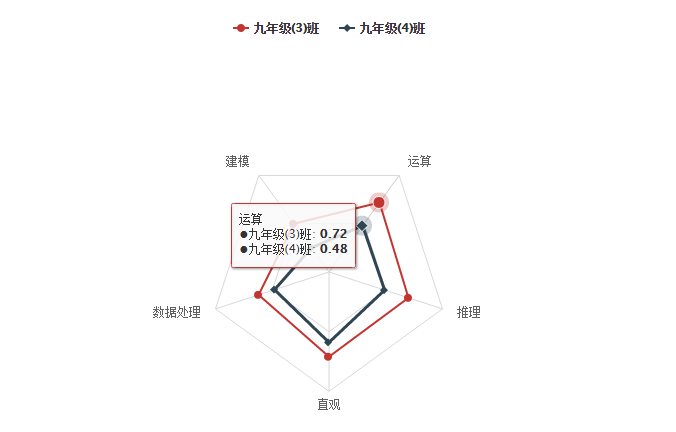 九年级(3)班 九年级(4)班
建模 运算
运算
●九年级(3)班: 0.72
●九年级(4)班: 0.48
数据处理 推理
直观